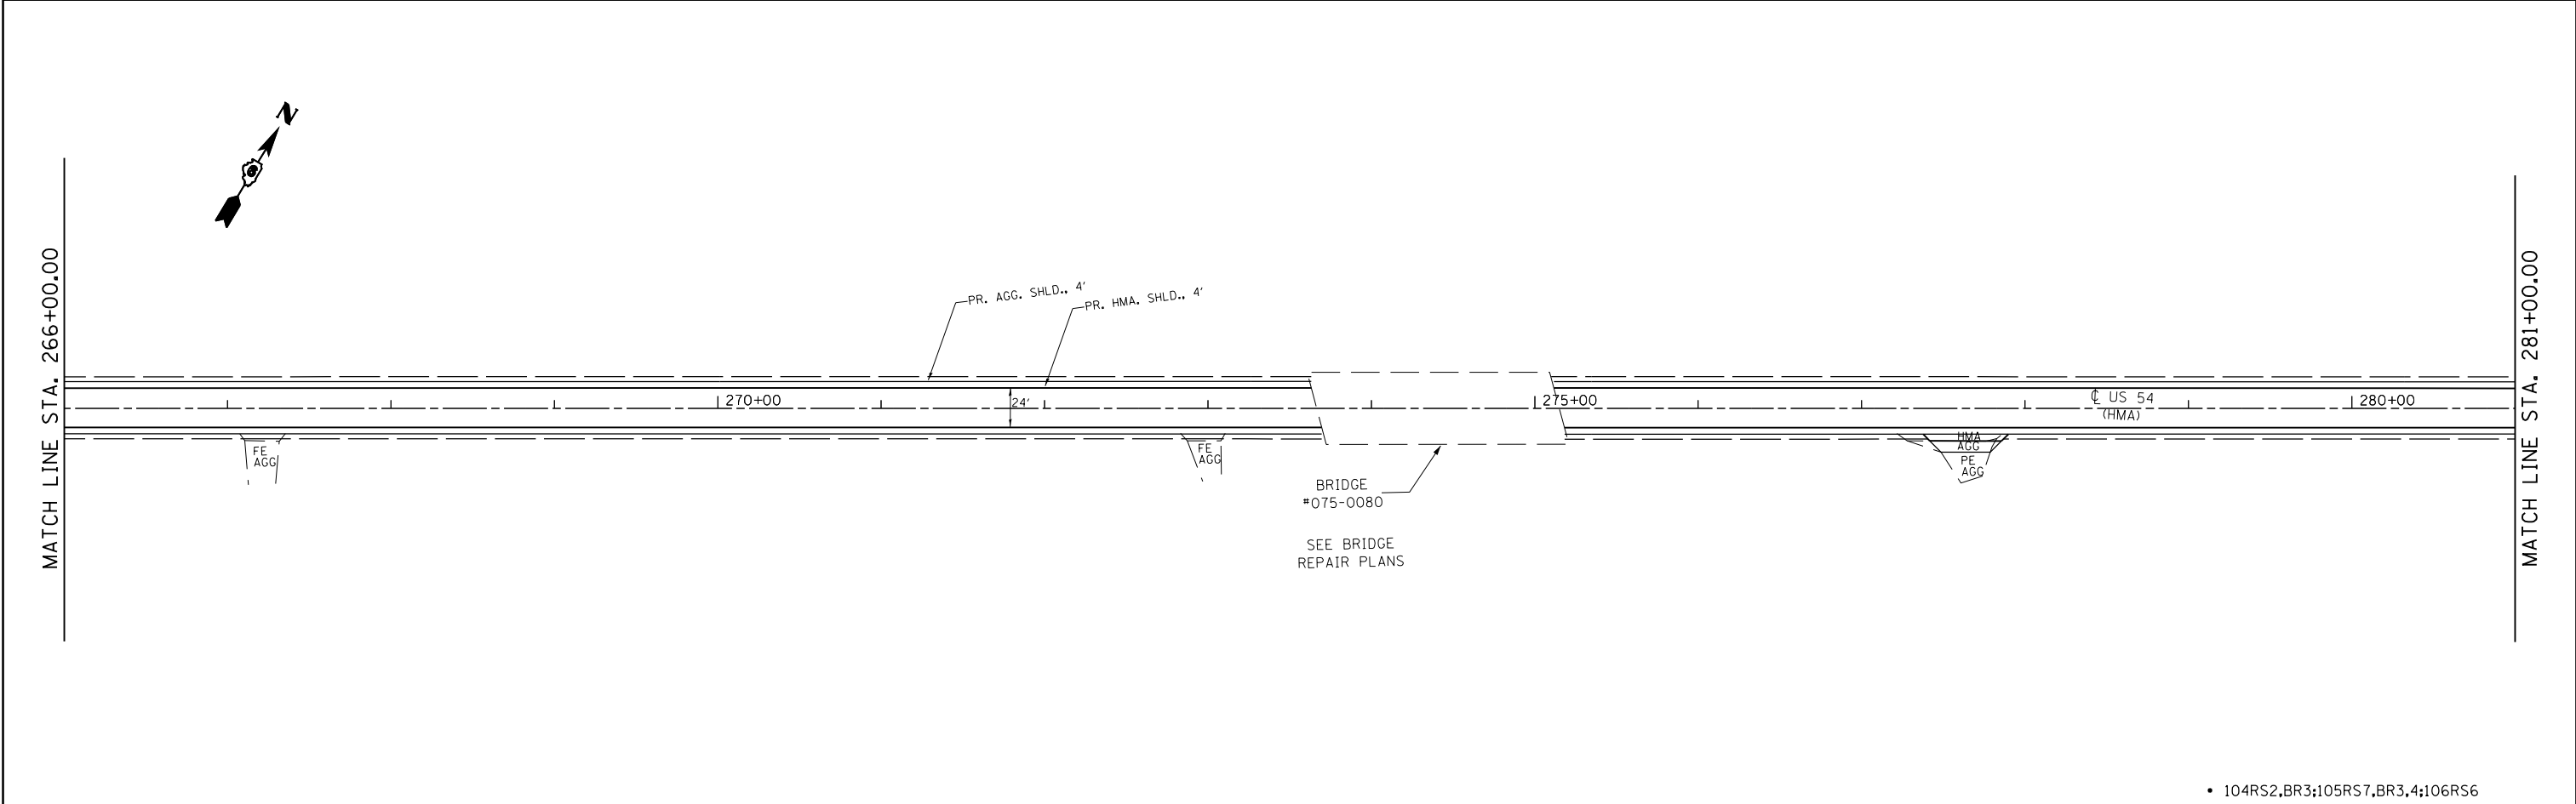 N
MATCH LINE STA. 266+00.00
MATCH LINE STA. 281+00.00
PR. AGG. SHLD., 4'
PR. HMA. SHLD., 4'
270+00
24'
275+00
℄ US 54
(HMA)
280+00
FE
AGG
FE
AGG
HMA
AGG
PE
AGG
BRIDGE
#075-0080
SEE BRIDGE
REPAIR PLANS
• 104RS2,BR3;105RS7,BR3,4;106RS6